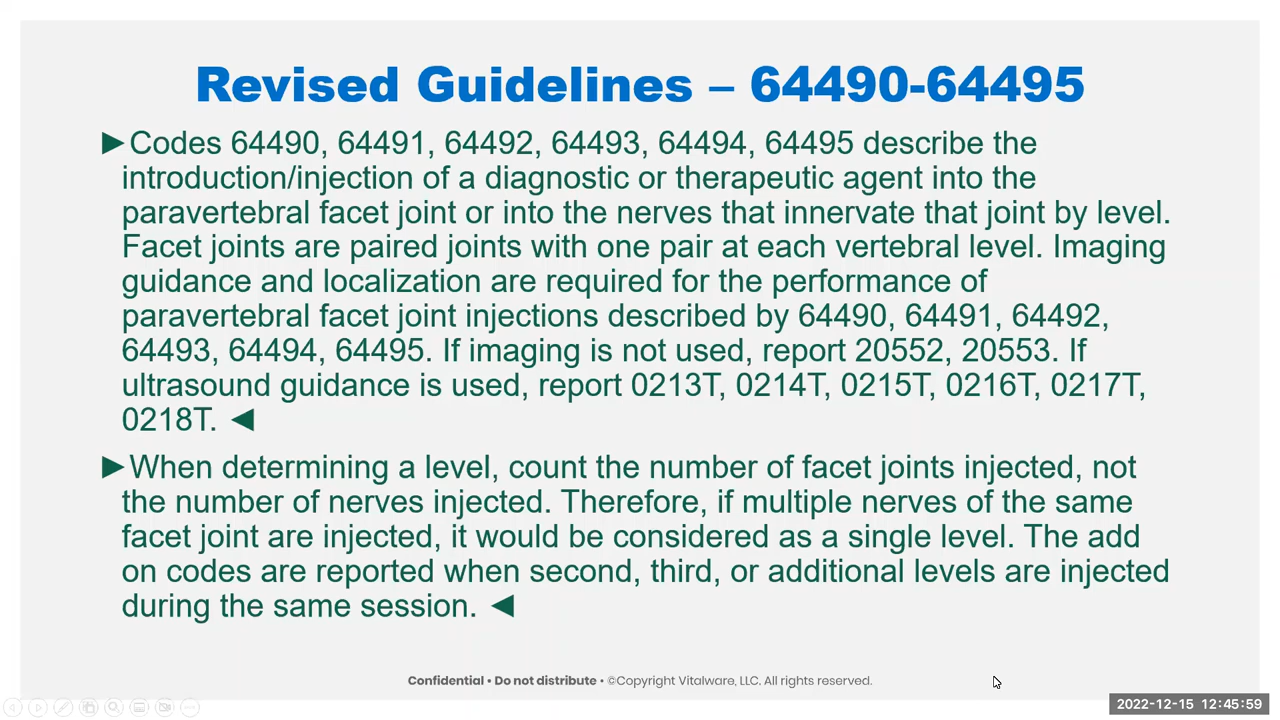 Revised Guidelines – 64490-64495
►Codes 64490, 64491, 64492, 64493, 64494, 64495 describe the
introduction/injection of a diagnostic or therapeutic agent into the
paravertebral facet joint or into the nerves that innervate that joint by level.
Facet joints are paired joints with one pair at each vertebral level. Imaging
guidance and localization are required for the performance of
paravertebral facet joint injections described by 64490, 64491, 64492,
64493, 64494, 64495. If imaging is not used, report 20552, 20553. If
ultrasound guidance is used, report 0213T, 0214T, 0215T, 0216T, 0217T,
0218T. ◄
►When determining a level, count the number of facet joints injected, not
the number of nerves injected. Therefore, if multiple nerves of the same
facet joint are injected, it would be considered as a single level. The add
on codes are reported when second, third, or additional levels are injected
during the same session. ◄
Confidential • Do not distribute • ©Copyright Vitalware, LLC. All rights reserved.
2022-12-15 12:45:59